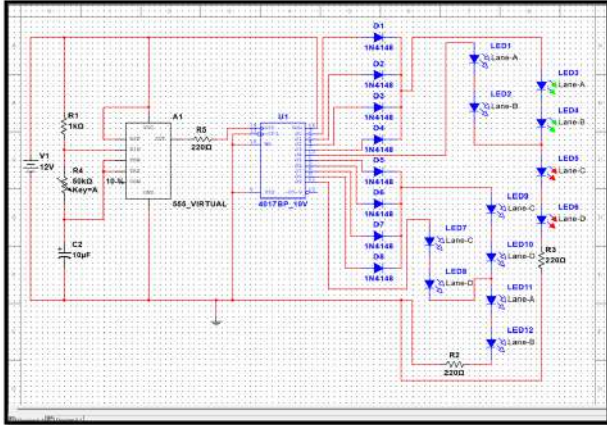 V1
12V
R1
1kΩ
R4
50kΩ
Key=A
10 %
C2
10µF
A1
555_VIRTUAL
R5
220Ω
U1
4017BP_10V
D1
1N4148
D2
1N4148
D3
1N4148
D4
1N4148
D5
1N4148
D6
1N4148
D7
1N4148
D8
1N4148
LED1
Lane-A
LED2
Lane-B
LED3
Lane-A
LED4
Lane-B
LED5
Lane-C
LED6
Lane-D
R3
220Ω
LED7
Lane-C
LED8
Lane-D
LED9
Lane-C
LED10
Lane-D
LED11
Lane-A
LED12
Lane-B
R2
220Ω